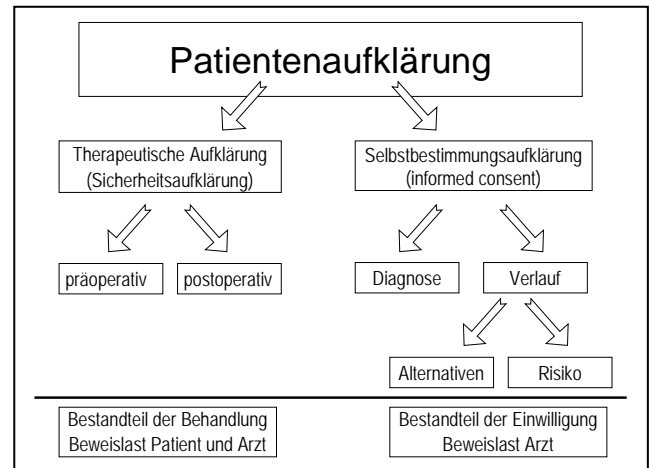 Patientenaufklärung
Therapeutische Aufklärung
(Sicherheitsaufklärung)
Selbstbestimmungsaufklärung
(informed consent)
präoperativ
postoperativ
Diagnose
Verlauf
Alternativen
Risiko
Bestandteil der Behandlung
Beweislast Patient und Arzt
Bestandteil der Einwilligung
Beweislast Arzt